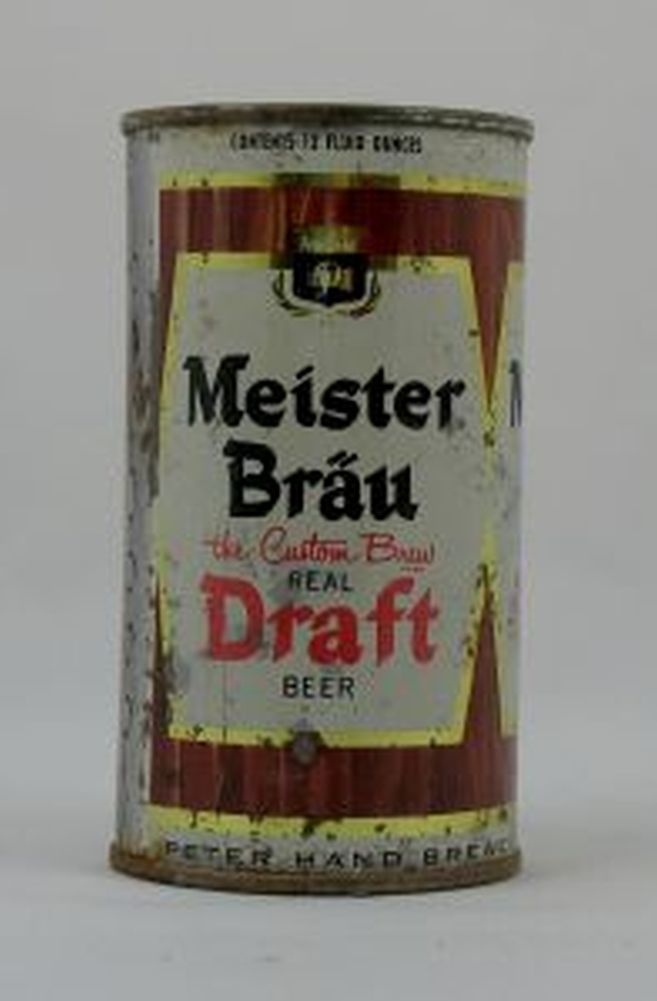 CONTENTS 12 FLUID OUNCES
Meister
Bräu
the Custom Brew
REAL
Draft
BEER
PETER HAND BREW